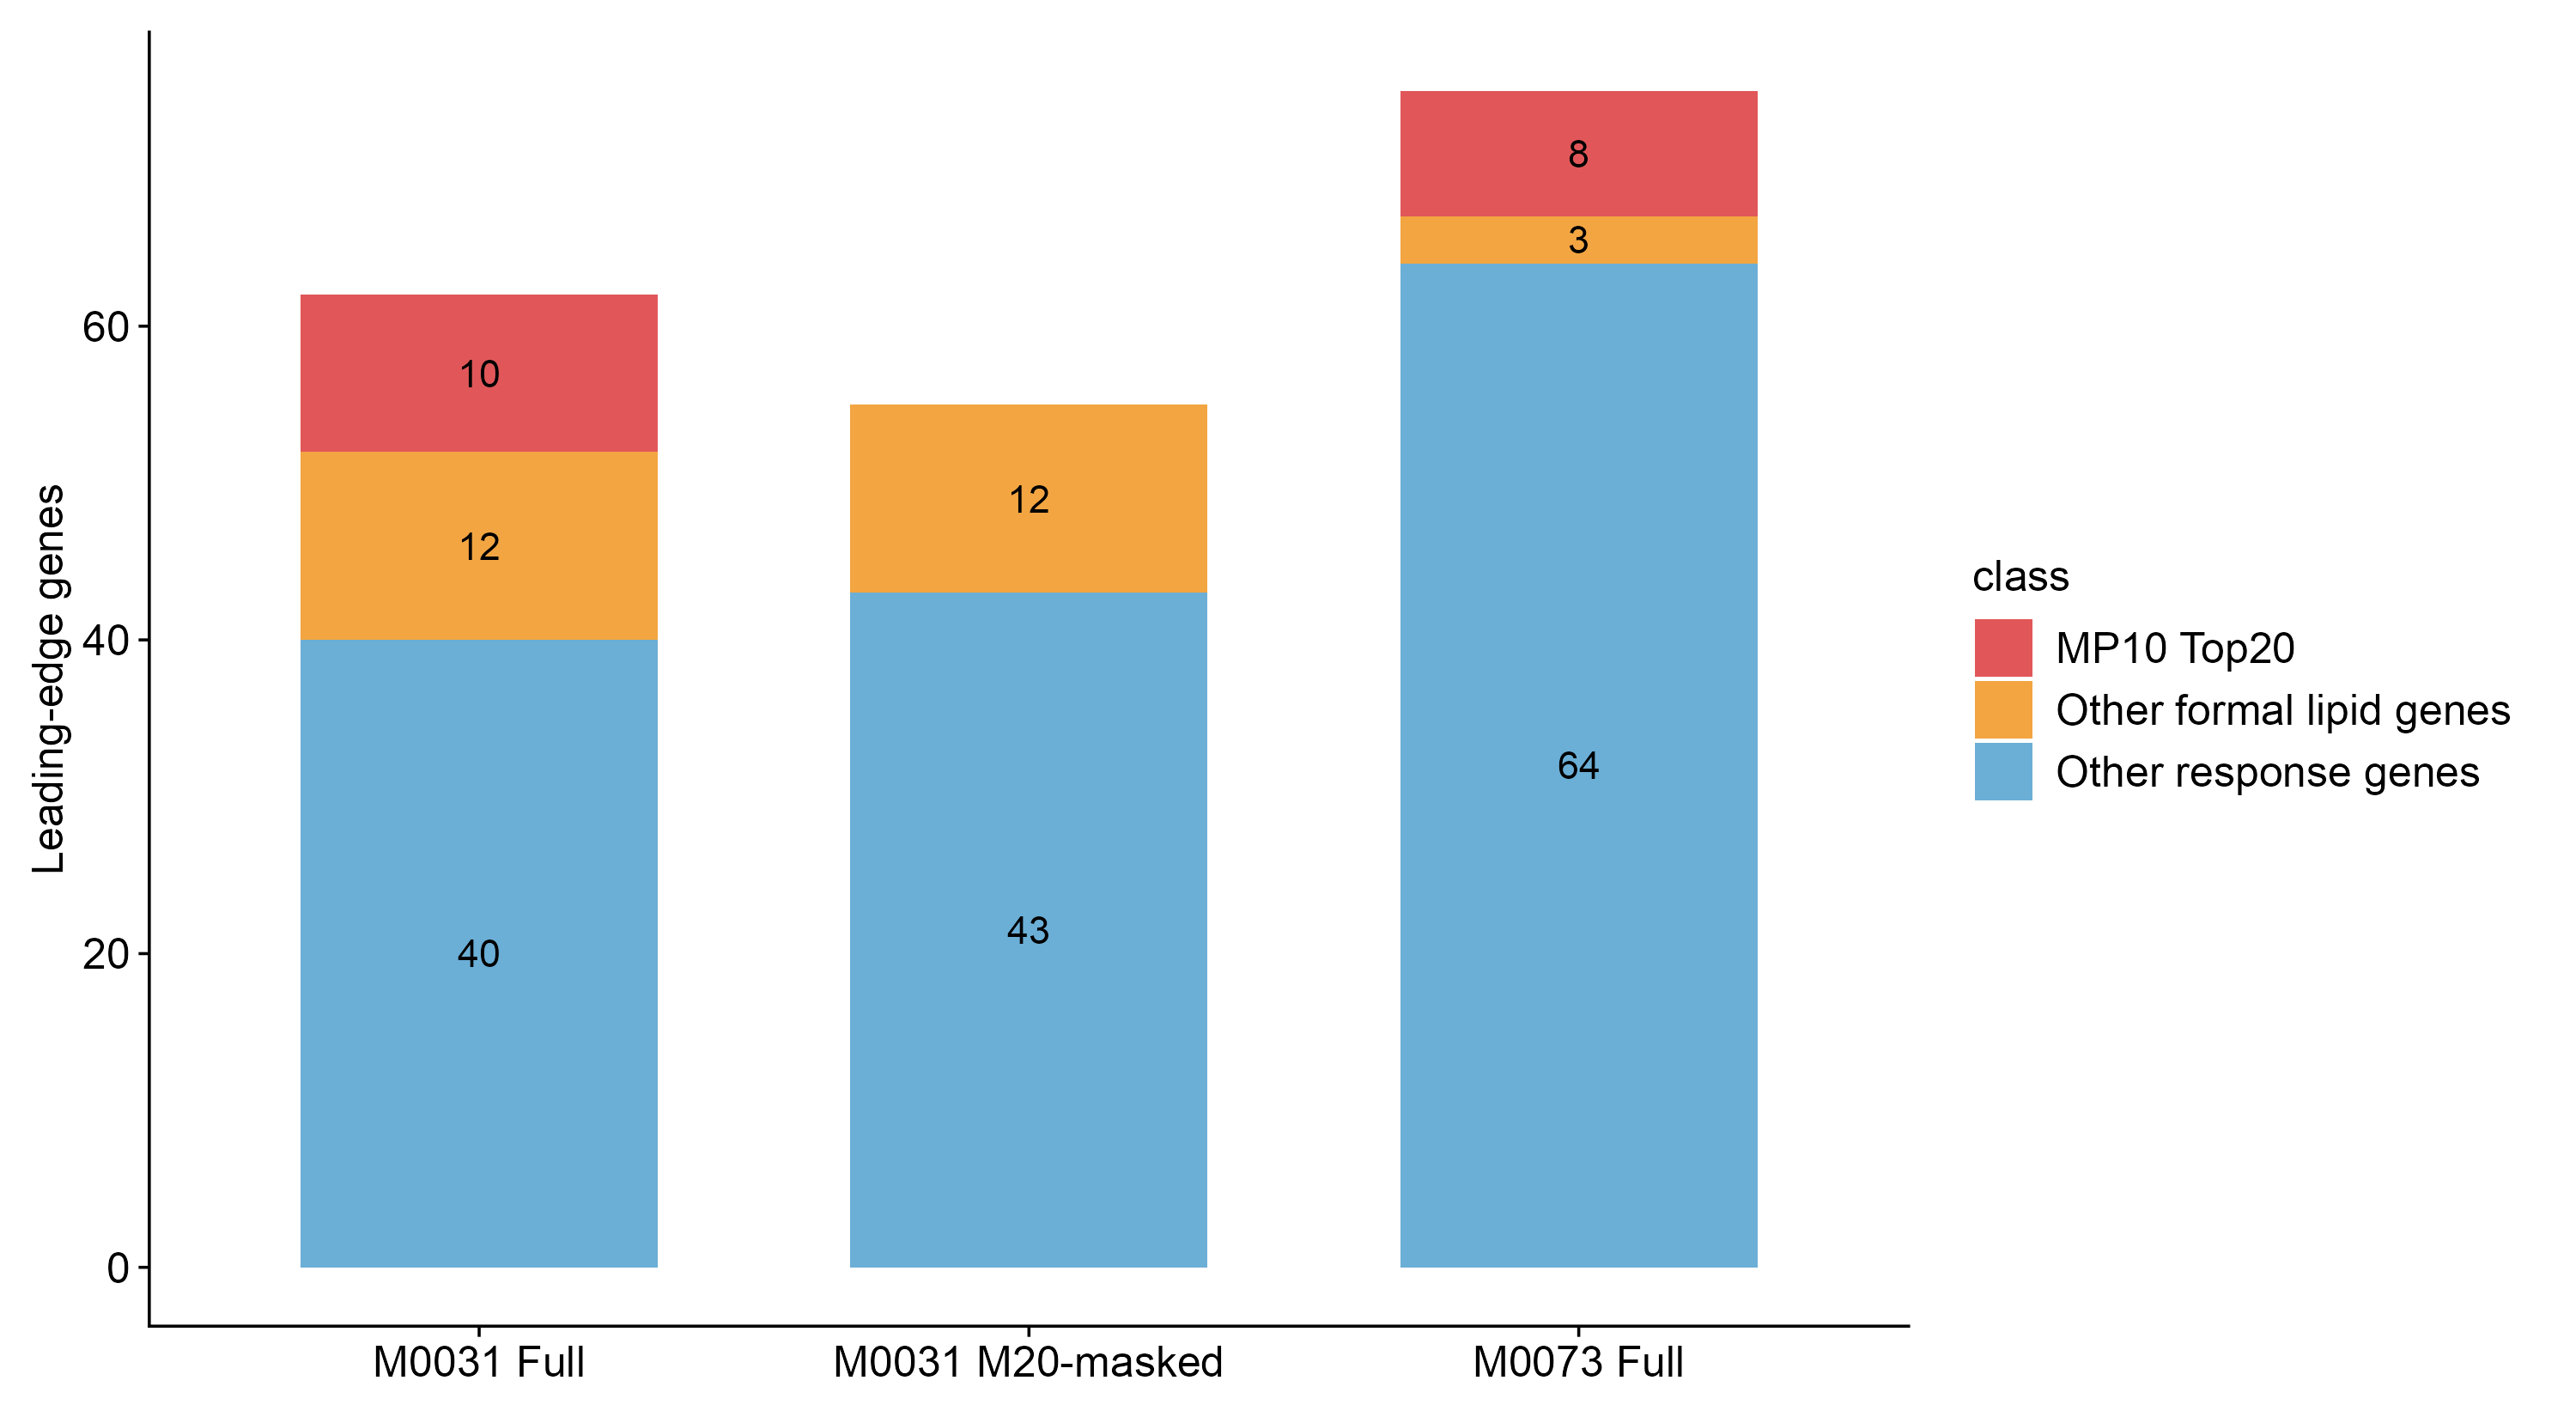 Leading-edge genes
60
40
20
0
10
12
40
12
43
8
3
64
M0031 Full
M0031 M20-masked
M0073 Full
class
MP10 Top20
Other formal lipid genes
Other response genes